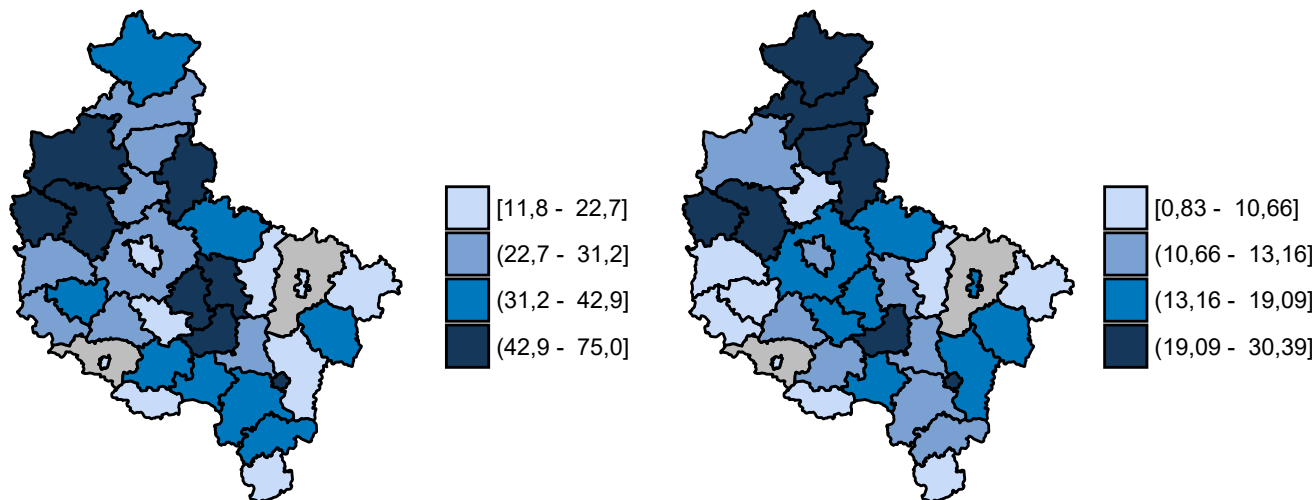 [11,8 - 22,7]
(22,7 - 31,2]
(31,2 - 42,9]
(42,9 - 75,0]
[0,83 - 10,66]
(10,66 - 13,16]
(13,16 - 19,09]
(19,09 - 30,39]